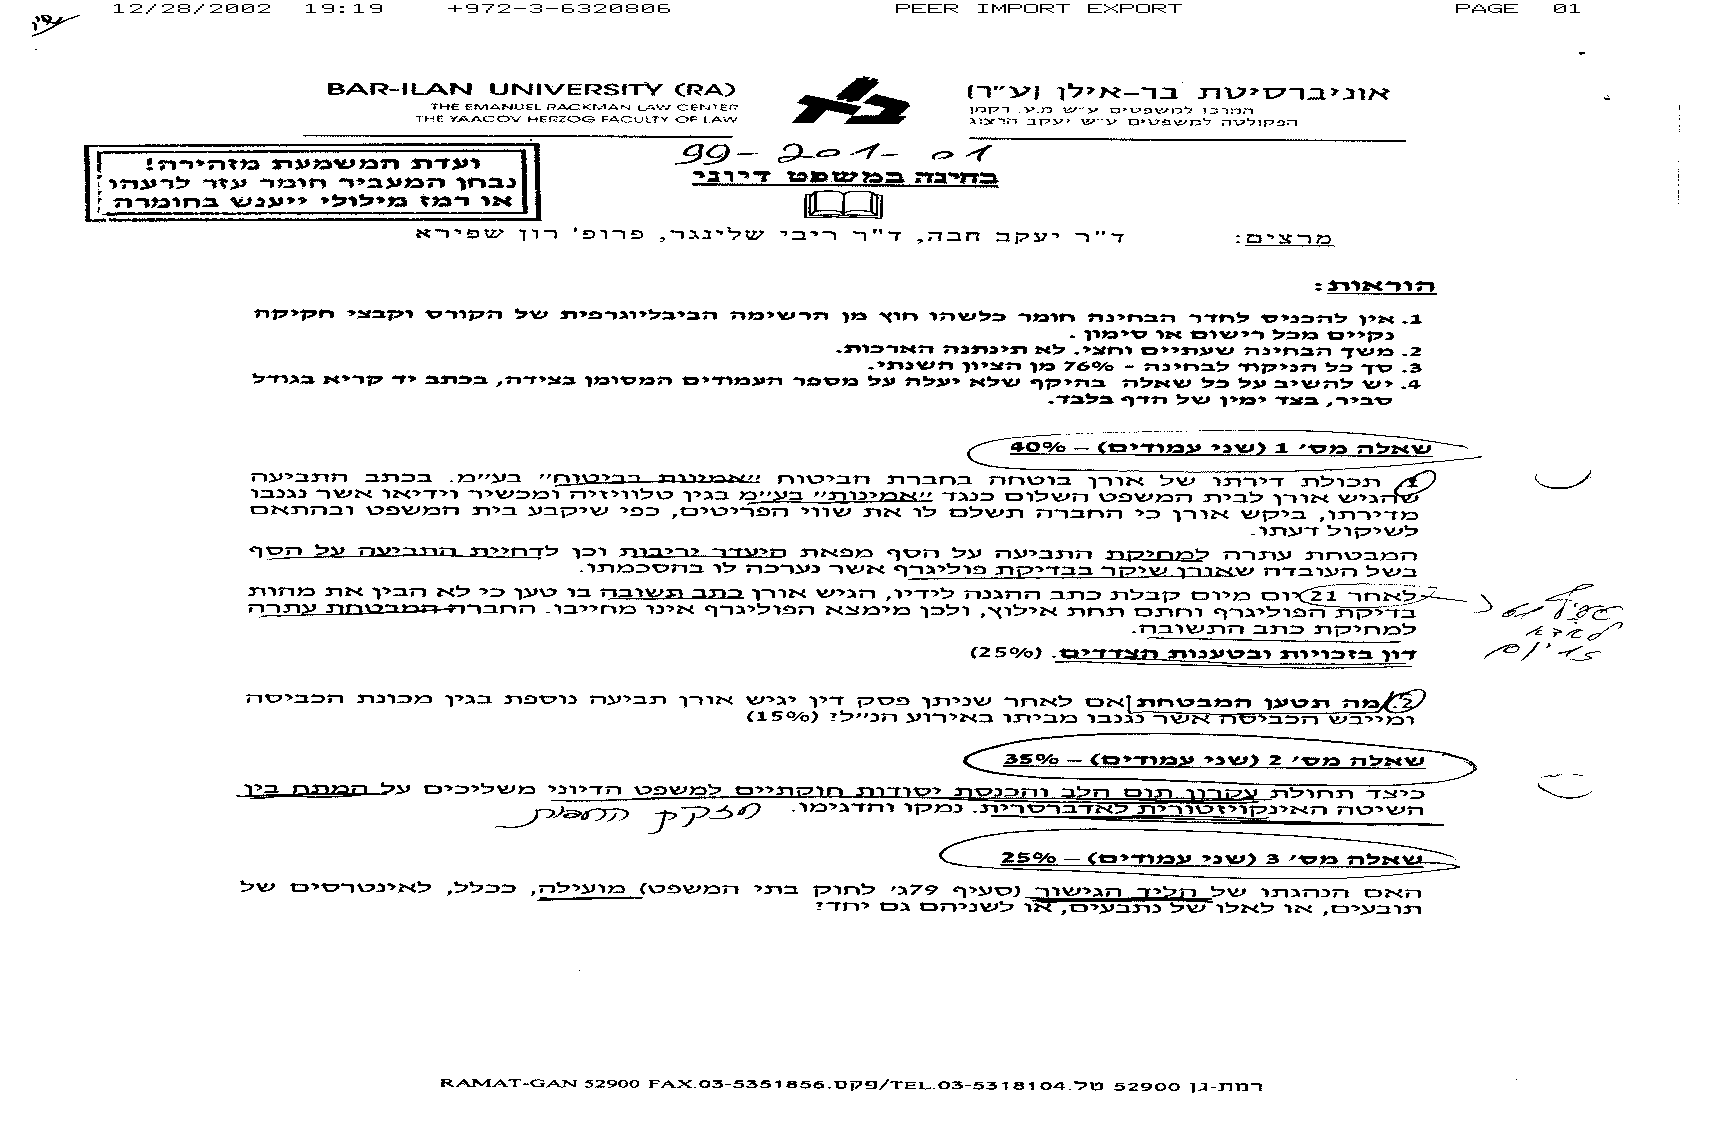 12/28/2002 19:19 +972-3-6320806 PEER IMPORT EXPORT PAGE 01
BAR-ILAN UNIVERSITY (RA)
THE EMANUEL RACKMAN LAW CENTER
THE YAACOV HERZOG FACULTY OF LAW
אוניברסיטת בר-אילן (ע"ר)
המרכז למשפטים ע"ש מ.ע. רקמן
הפקולטה למשפטים ע"ש יעקב הרצוג
99-201-01
בחינה במשפט דיוני
ועדת המשמעת מזהירה!
נבחן המעביר חומר עזר לרעהו
או רמז מילולי ייענש בחומרה
מרצים: ד"ר יעקב חבה, ד"ר ריבי שלינגר, פרופ' רון שפירא
הוראות:
1. אין להכניס לחדר הבחינה חומר כלשהו חוץ מן הרשימה הביבליוגרפית של הקורס וקבצי חקיקה
נקיים מכל רישום או סימון .
2. משך הבחינה שעתיים וחצי. לא תינתנה הארכות.
3. סך כל הניקוד לבחינה - 76% מן הציון השנתי.
4. יש להשיב על כל שאלה בהיקף שלא יעלה על מספר העמודים המסומן בצידה, בכתב יד קריא בגודל
סביר, בצד ימין של הדף בלבד.
שאלה מס' 1 (שני עמודים) – 40%
1. תכולת דירתו של אורן בוטחה בחברת הביטוח "אמינות בביטוח" בע"מ. בכתב התביעה
שהגיש אורן לבית המשפט השלום כנגד "אמינות" בע"מ בגין טלוויזיה ומכשיר וידיאו אשר נגנבו
מדירתו, ביקש אורן כי החברה תשלם לו את שווי הפריטים, כפי שיקבע בית המשפט ובהתאם
לשיקול דעתו.
המבטחת עתרה למחיקת התביעה על הסף מפאת היעדר יריבות וכן לדחיית התביעה על הסף
בשל העובדה שאורן שיקר בבדיקת פוליגרף אשר נערכה לו בהסכמתו.
לאחר 21 יום מיום קבלת כתב ההגנה לידיו, הגיש אורן כתב תשובה בו טען כי לא הבין את מהות
בדיקת הפוליגרף וחתם תחת אילוץ, ולכן מימצא הפוליגרף אינו מחייבו. החברה המבטחת עתרה
למחיקת כתב התשובה.
דון בזכויות ובטענות הצדדים. (25%)
2. מה תטען המבטחת אם לאחר שניתן פסק דין יגיש אורן תביעה נוספת בגין מכונת הכביסה
ומייבש הכביסה אשר נגנבו מביתו באירוע הנ"ל? (15%)
שאלה מס' 2 (שני עמודים) – 35%
כיצד תחולת עקרון תום הלב והכנסת יסודות חוקתיים למשפט הדיוני משליכים על המתח בין
השיטה האינקויזטורית לאדברסרית. נמקו והדגימו.
שאלה מס' 3 (שני עמודים) – 25%
האם הנהגתו של הליך הגישור (סעיף 79ג' לחוק בתי המשפט) מועילה, ככלל, לאינטרסים של
תובעים, או לאלו של נתבעים, או לשניהם גם יחד?
RAMAT-GAN 52900 FAX.03-5351856.פקס/TEL.03-5318104.טל 52900 רמת-גן